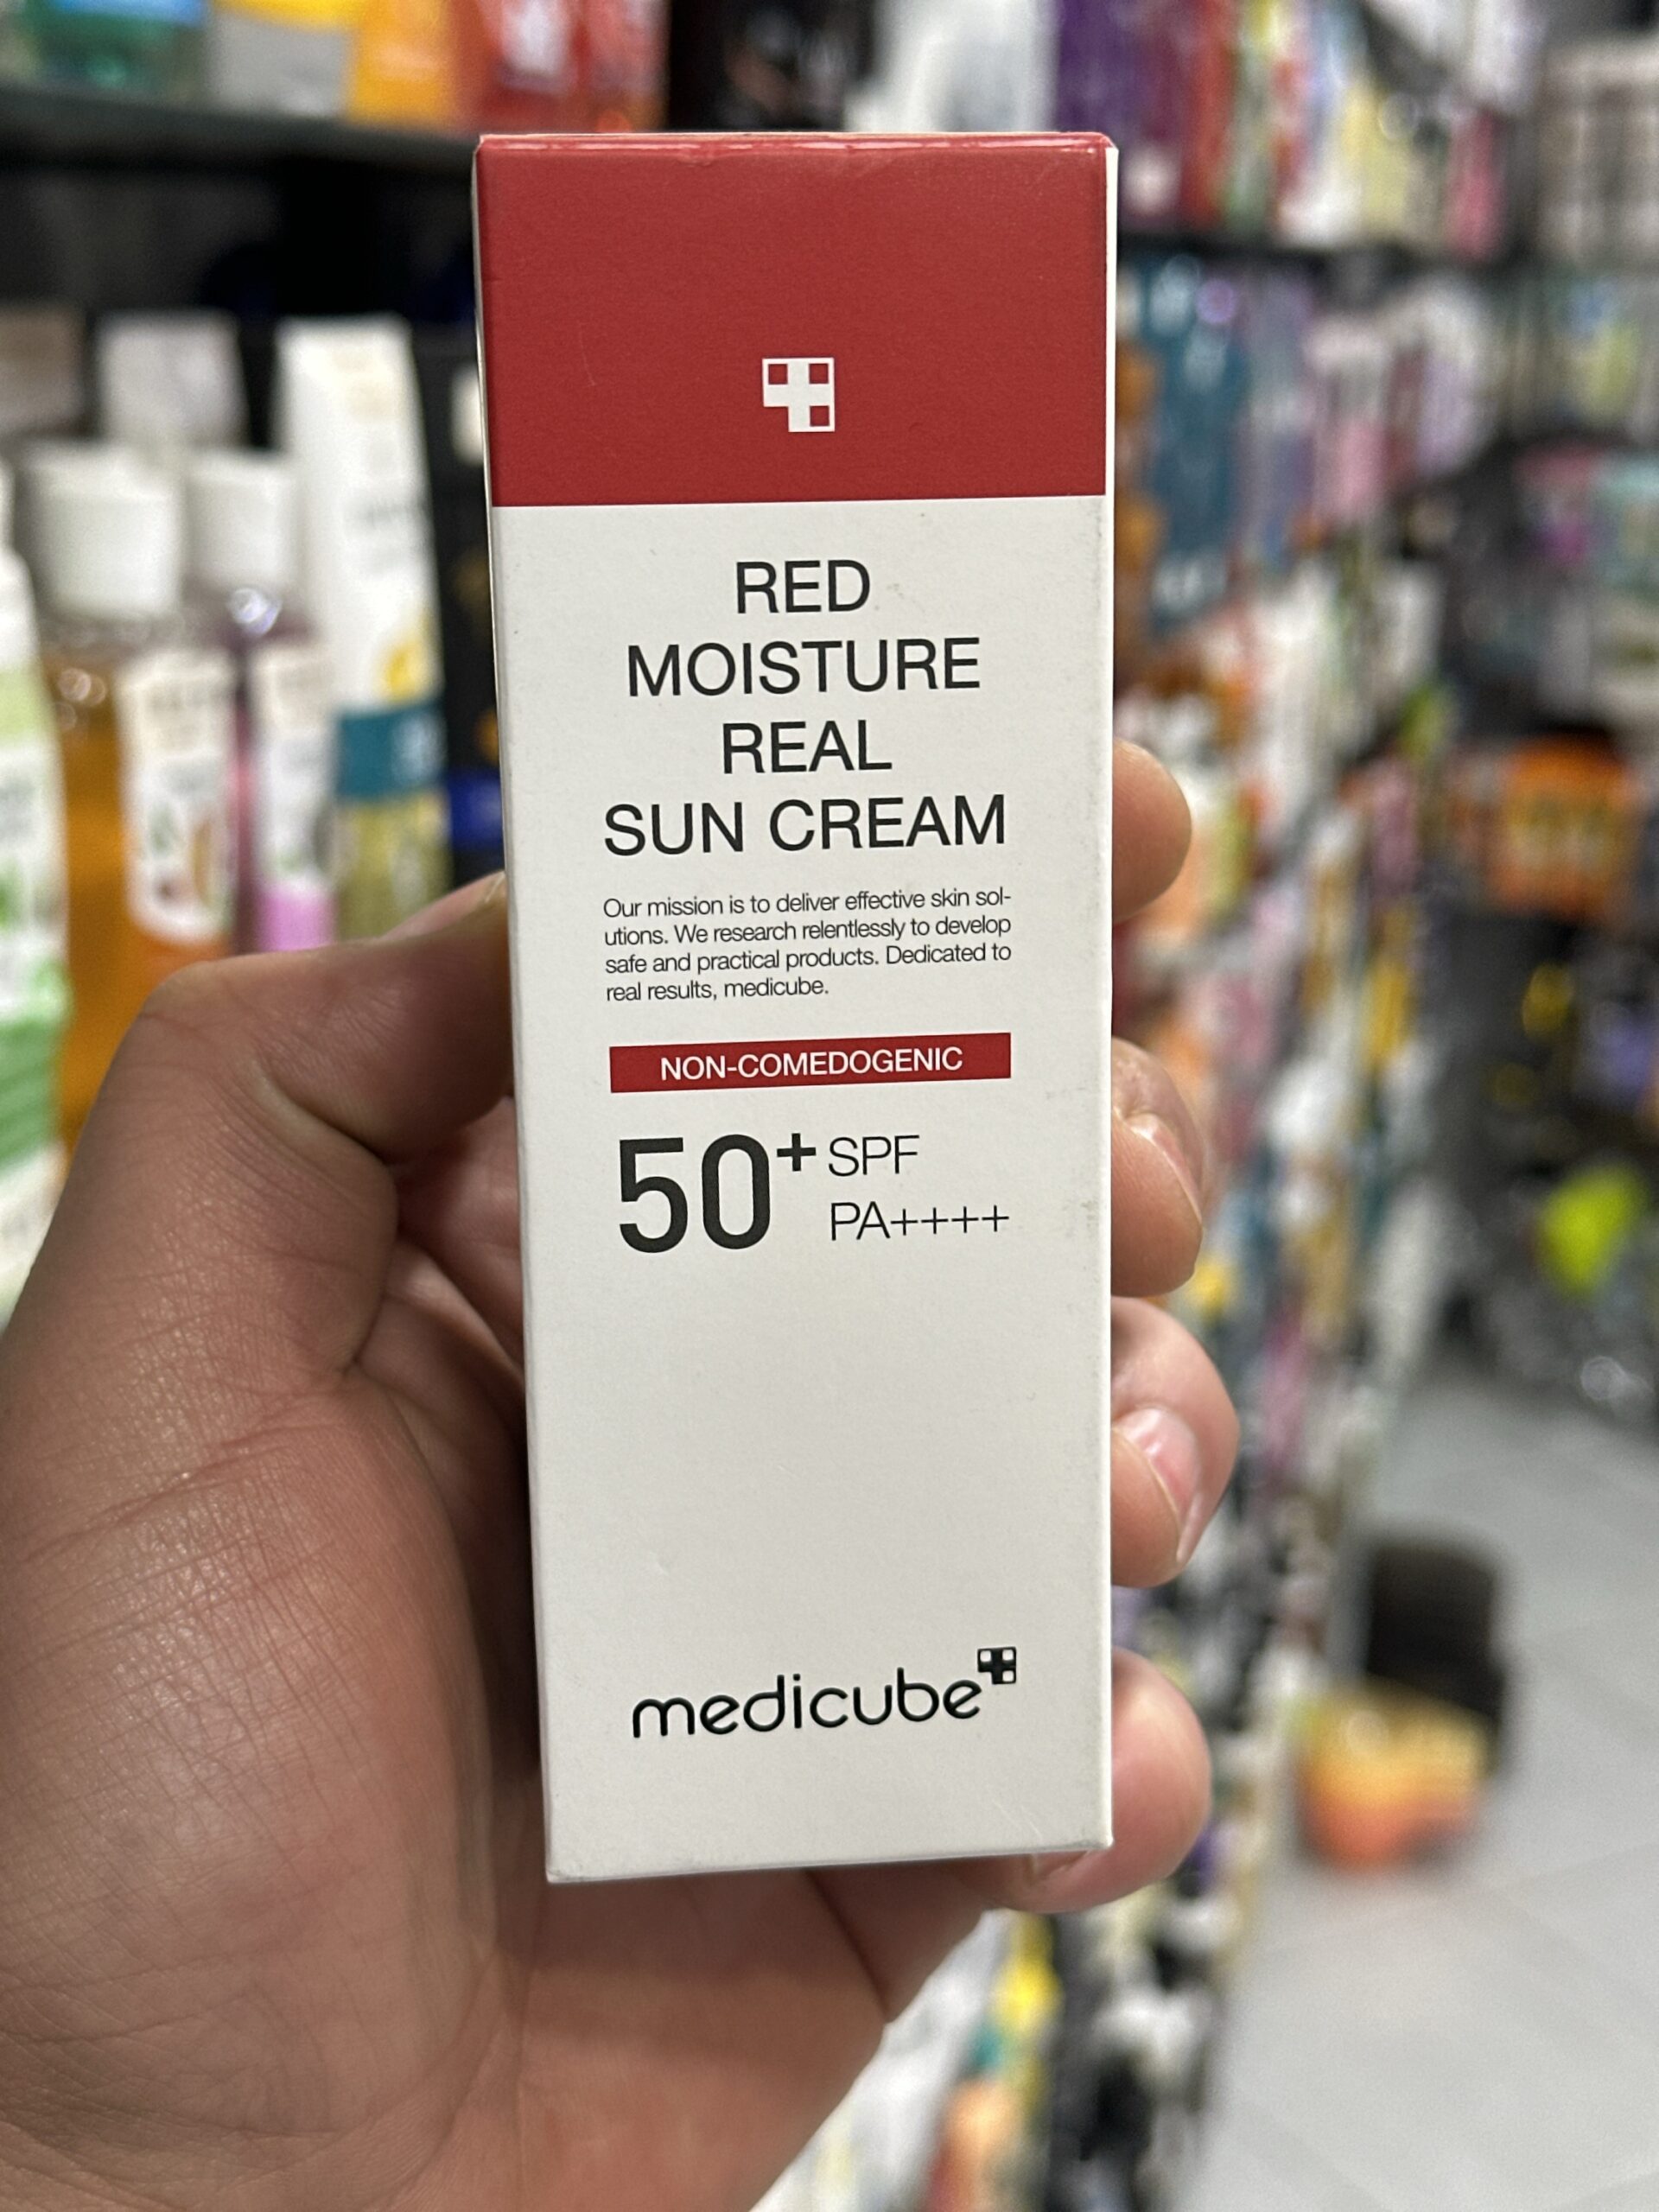 RED
MOISTURE
REAL
SUN CREAM
Our mission is to deliver effective skin sol-
utions. We research relentlessly to develop
safe and practical products. Dedicated to
real results, medicube.
NON-COMEDOGENIC
50+ SPF
PA++++
medicube